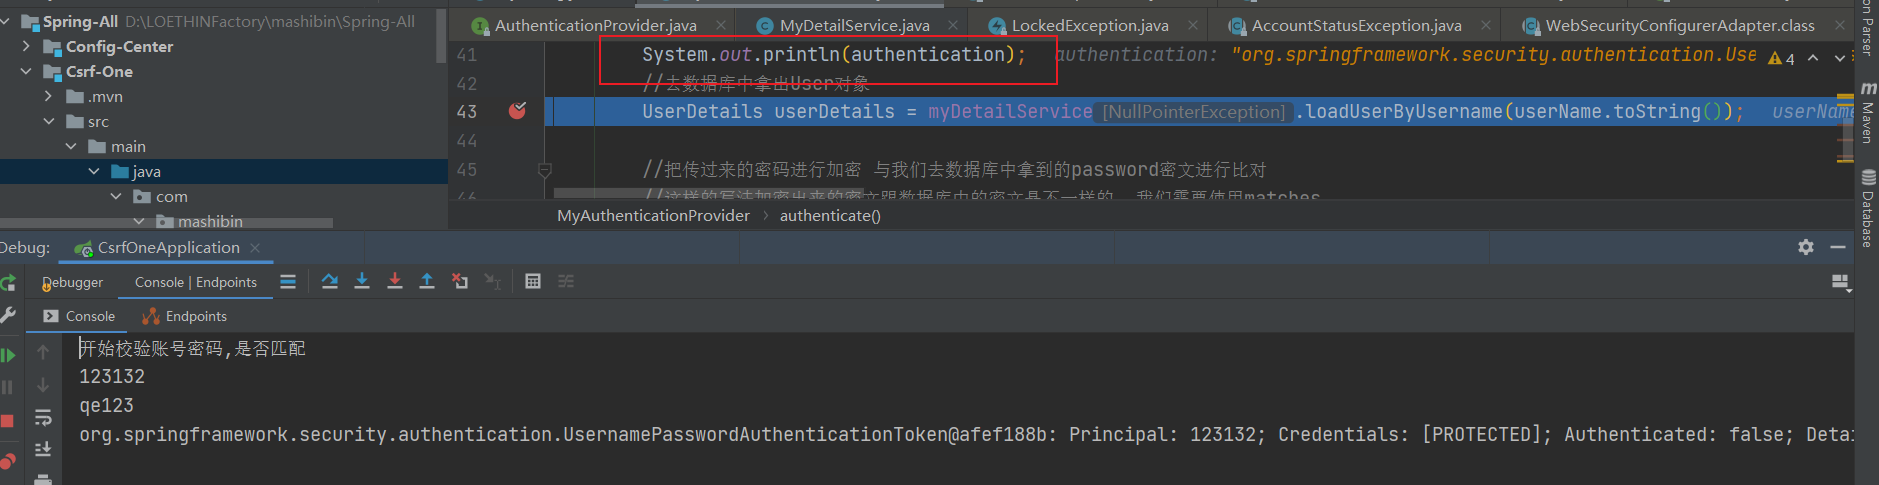 Spring-All D:\LOETHINFactory\mashibin\Spring-All
Config-Center
Csrf-One
.mvn
src
main
java
com
mashibin
AuthenticationProvider.java
MyDetailService.java
LockedException.java
AccountStatusException.java
WebSecurityConfigurerAdapter.class
41 System.out.println(authentication); authentication: "org.springframework.security.authentication.Use
4
42 //去数据库中拿出User对象
43 UserDetails userDetails = myDetailService [NullPointerException] .loadUserByUsername(userName.toString()); userName
44
45 //把传过来的密码进行加密 与我们去数据库中拿到的password密文进行比对
46 //这样的写法加密出来的密文跟数据库中的密文是不一样的 我们需要使用matches
MyAuthenticationProvider
authenticate()
on Parser
Maven
Database
Debug: CsrfOneApplication
Debugger
Console | Endpoints
Console
Endpoints
开始校验账号密码,是否匹配
123132
qe123
org.springframework.security.authentication.UsernamePasswordAuthenticationToken@afef188b: Principal: 123132; Credentials: [PROTECTED]; Authenticated: false; Detai